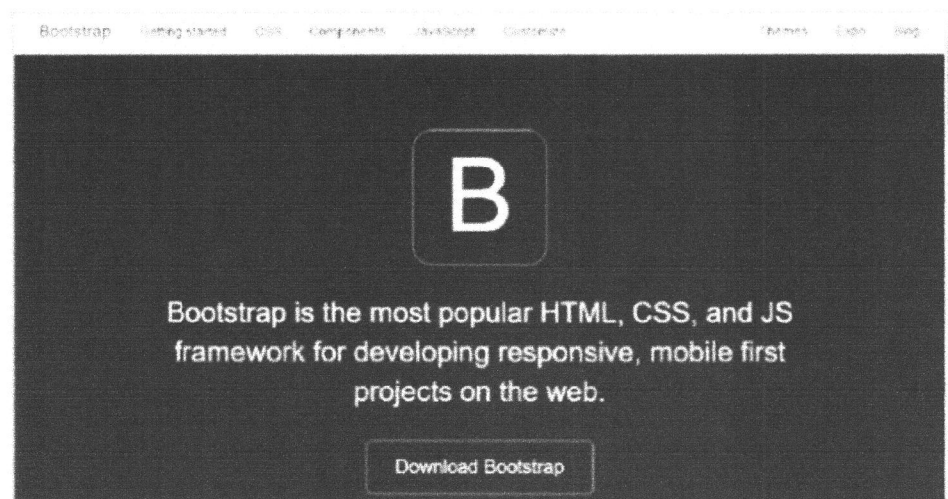 Bootstrap Getting started CSS Components JavaScript Customize Themes Expo Blog
B
Bootstrap is the most popular HTML, CSS, and JS
framework for developing responsive, mobile first
projects on the web.
Download Bootstrap